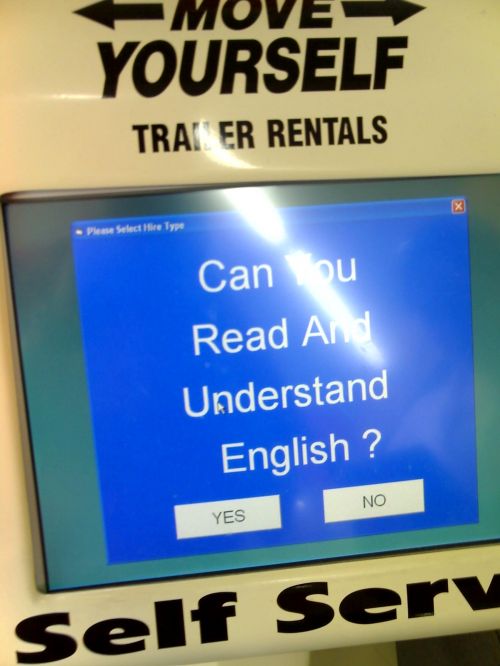 MOVE
YOURSELF
TRAILER RENTALS
Please Select Hire Type
Can You
Read And
Understand
English ?
YES NO
Self Serv